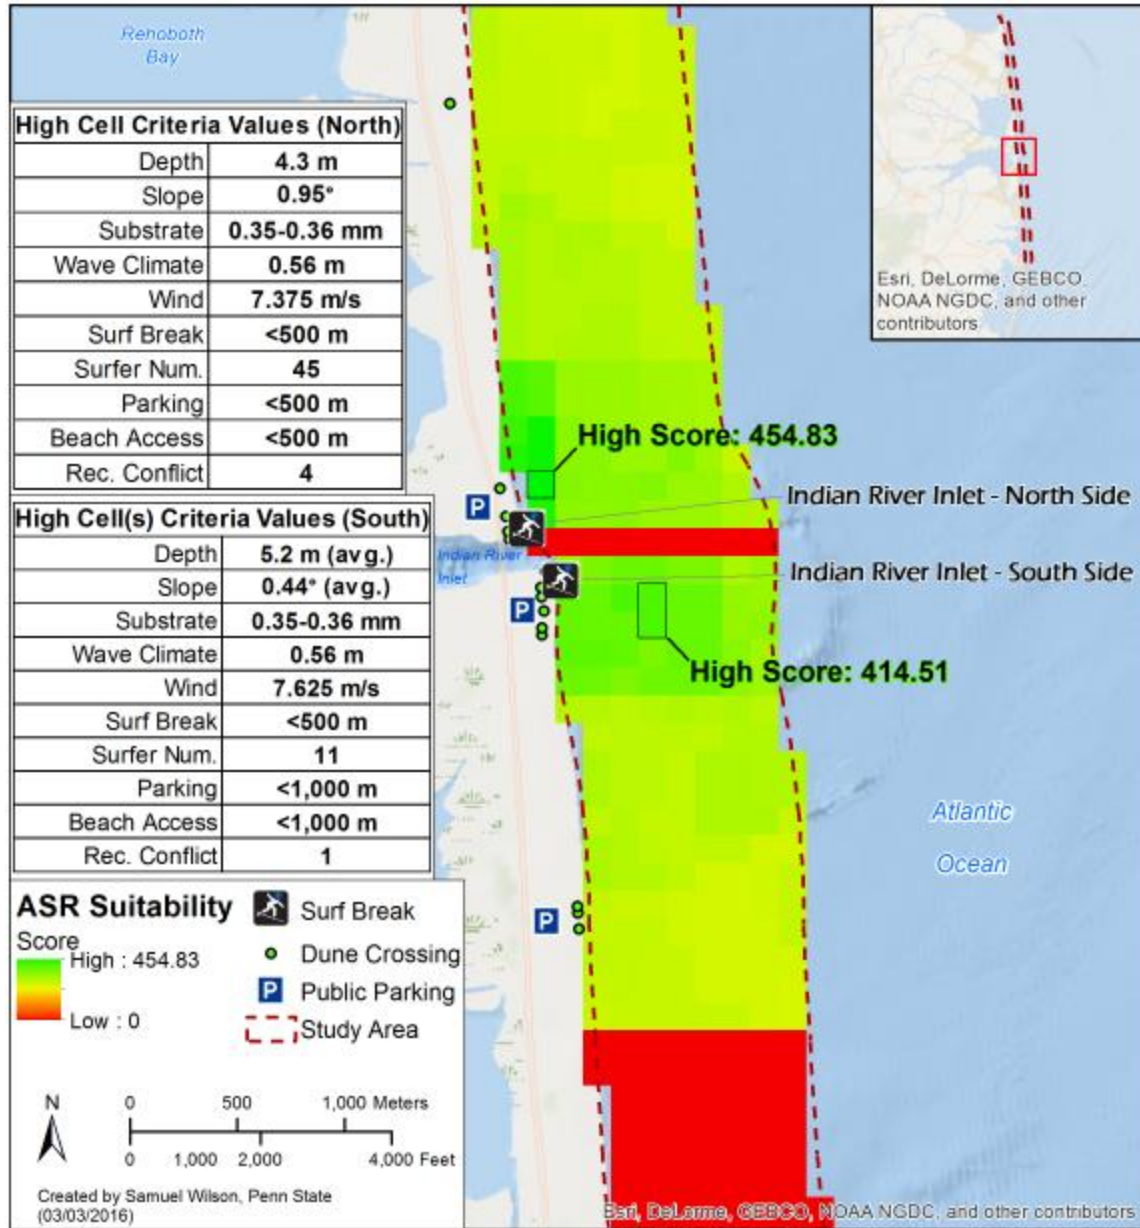 Rehoboth
Bay
High Cell Criteria Values (North)
Depth 4.3 m
Slope 0.95°
Substrate 0.35-0.36 mm
Wave Climate 0.56 m
Wind 7.375 m/s
Surf Break <500 m
Surfer Num. 45
Parking <500 m
Beach Access <500 m
Rec. Conflict 4
High Cell(s) Criteria Values (South)
Depth 5.2 m (avg.)
Slope 0.44° (avg.)
Substrate 0.35-0.36 mm
Wave Climate 0.56 m
Wind 7.625 m/s
Surf Break <500 m
Surfer Num. 11
Parking <1,000 m
Beach Access <1,000 m
Rec. Conflict 1
Esri, DeLorme, GEBCO,
NOAA NGDC, and other
contributors
High Score: 454.83
Indian River Inlet - North Side
P
Indian River
Inlet
Indian River Inlet - South Side
P
High Score: 414.51
Atlantic
Ocean
P
ASR Suitability
Score
High : 454.83
Low : 0
Surf Break
Dune Crossing
P Public Parking
Study Area
N
0 500 1,000 Meters
0 1,000 2,000 4,000 Feet
Created by Samuel Wilson, Penn State
(03/03/2016)
Esri, DeLorme, GEBCO, NOAA NGDC, and other contributors